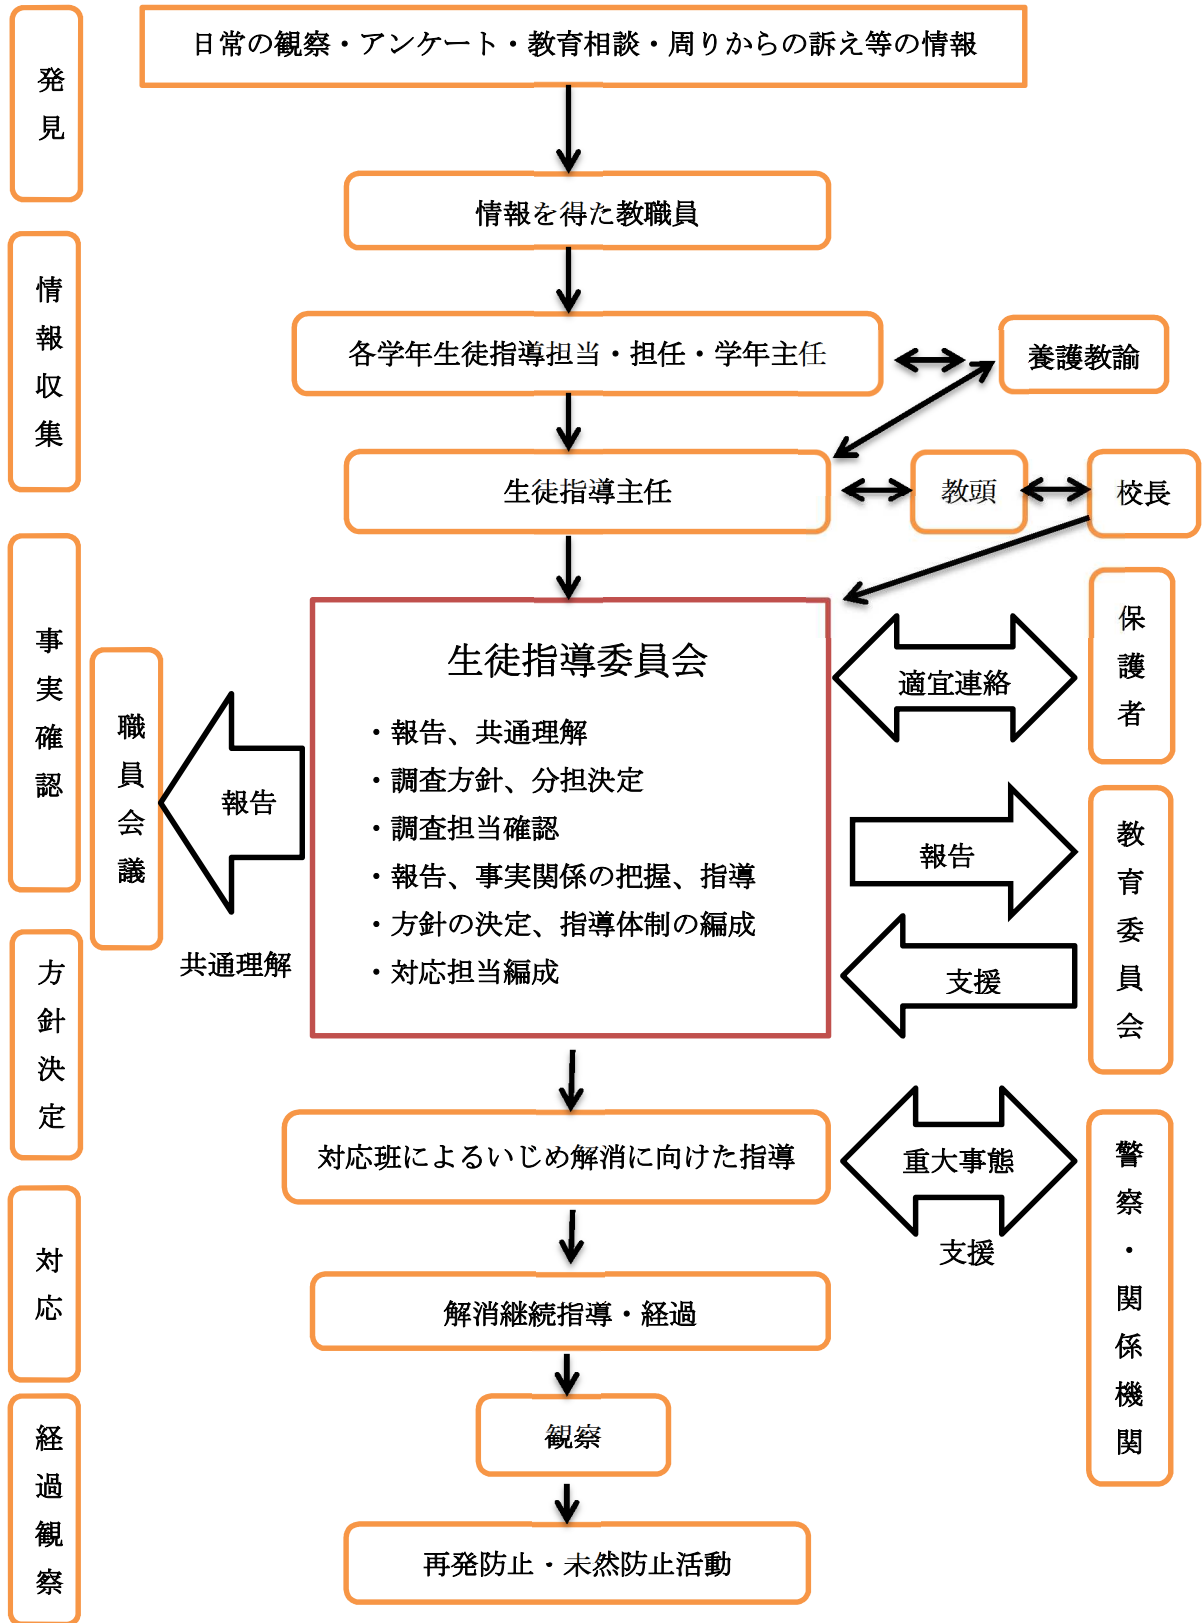 発見
日常の観察・アンケート・教育相談・周りからの訴え等の情報
情報を得た教職員
情報収集
各学年生徒指導担当・担任・学年主任
養護教諭
生徒指導主任
教頭
校長
事実確認
職員会議
報告
共通理解
生徒指導委員会
・報告、共通理解
・調査方針、分担決定
・調査担当確認
・報告、事実関係の把握、指導
・方針の決定、指導体制の編成
・対応担当編成
適宜連絡
保護者
報告
支援
教育委員会
方針決定
対応班によるいじめ解消に向けた指導
重大事態
支援
警察・関係機関
対応
解消継続指導・経過
経過観察
観察
再発防止・未然防止活動